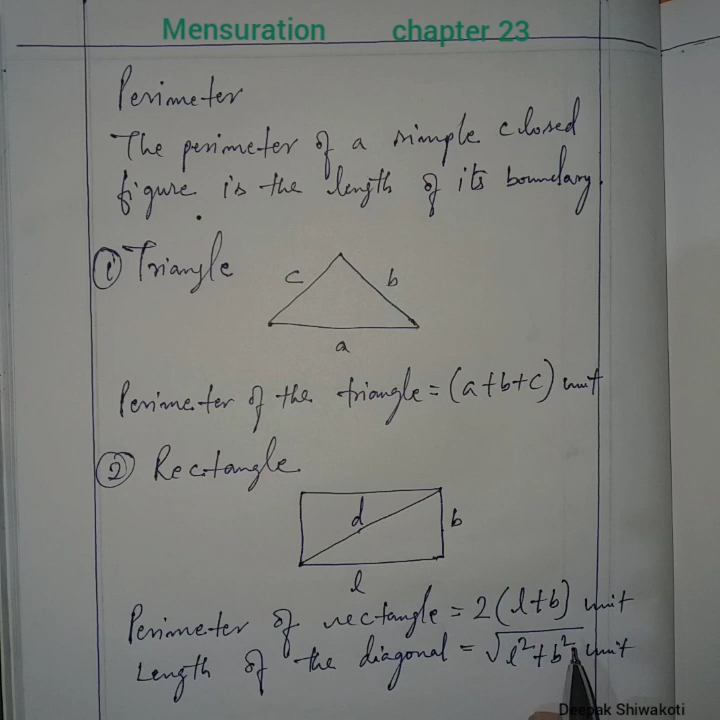 Mensuration chapter 23
Perimeter
The perimeter of a simple closed
figure is the length of its boundary.
① Triangle
c b
a
Perimeter of the triangle = (a+b+c) unit
② Rectangle
d b
l
Perimeter of rectangle = 2(l+b) unit
Length of the diagonal = √l²+b² unit
Deepak Shiwakoti